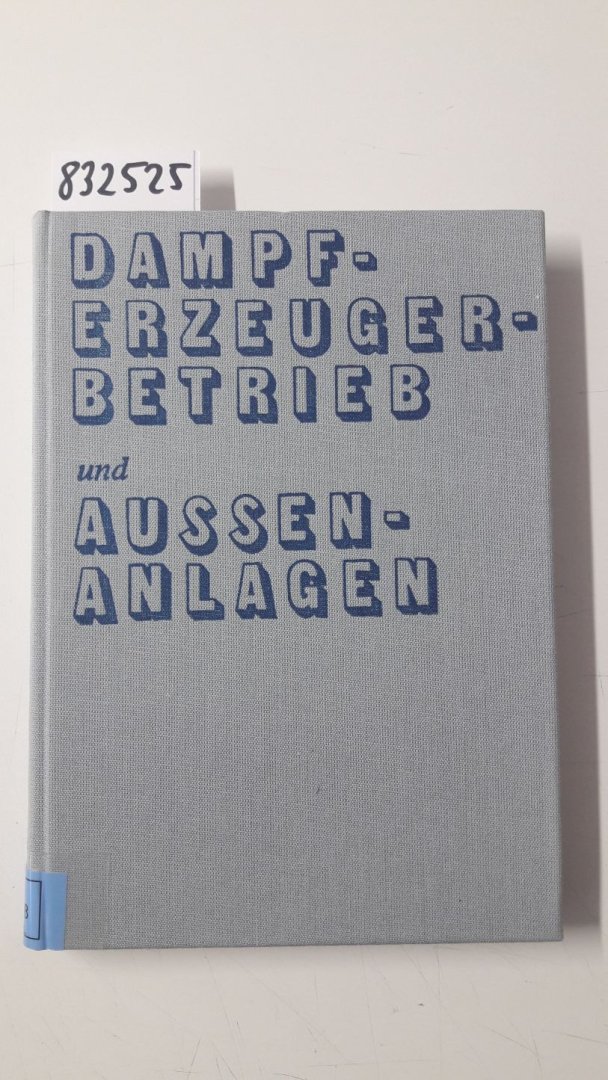 832525
DAMPF-
ERZEUGER-
BETRIEB
und
AUSSEN-
ANLAGEN